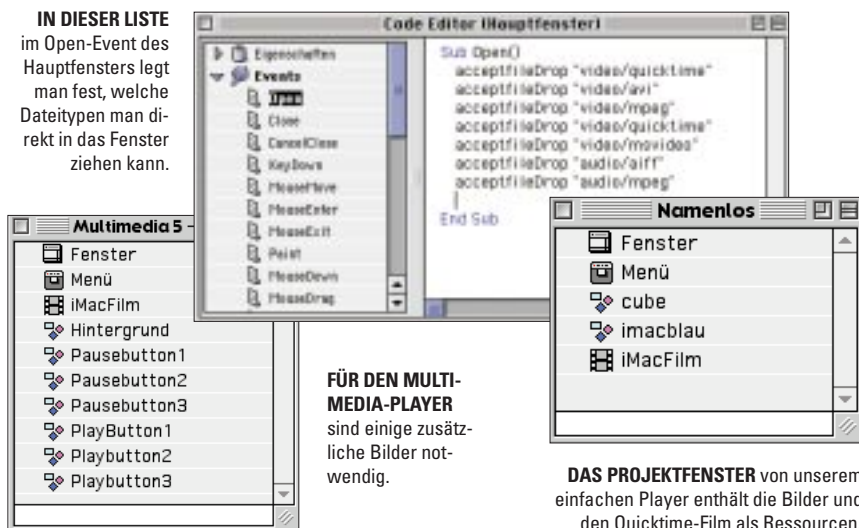 IN DIESER LISTE
im Open-Event des
Hauptfensters legt
man fest, welche
Dateitypen man di-
rekt in das Fenster
ziehen kann.
Code Editor (Hauptfenster)
Eigenschaften
Events
Open
Close
CancelClose
KeyDown
MouseMove
MouseEnter
MouseExit
Paint
MouseDown
MouseDrag
Sub Open()
acceptfileDrop "video/quicktime"
acceptfileDrop "video/avi"
acceptfileDrop "video/mpeg"
acceptfileDrop "video/quicktime"
acceptfileDrop "video/movideo"
acceptfileDrop "audio/aiff"
acceptfileDrop "audio/mpeg"
End Sub
Multimedia 5 -
Fenster
Menü
iMacFilm
Hintergrund
Pausebutton1
Pausebutton2
Pausebutton3
PlayButton1
Playbutton2
Playbutton3
FÜR DEN MULTI-
MEDIA-PLAYER
sind einige zusätz-
liche Bilder not-
wendig.
Namenlos
Fenster
Menü
cube
imacblau
iMacFilm
DAS PROJEKTFENSTER von unserem
einfachen Player enthält die Bilder und
den Quicktime-Film als Ressourcen.